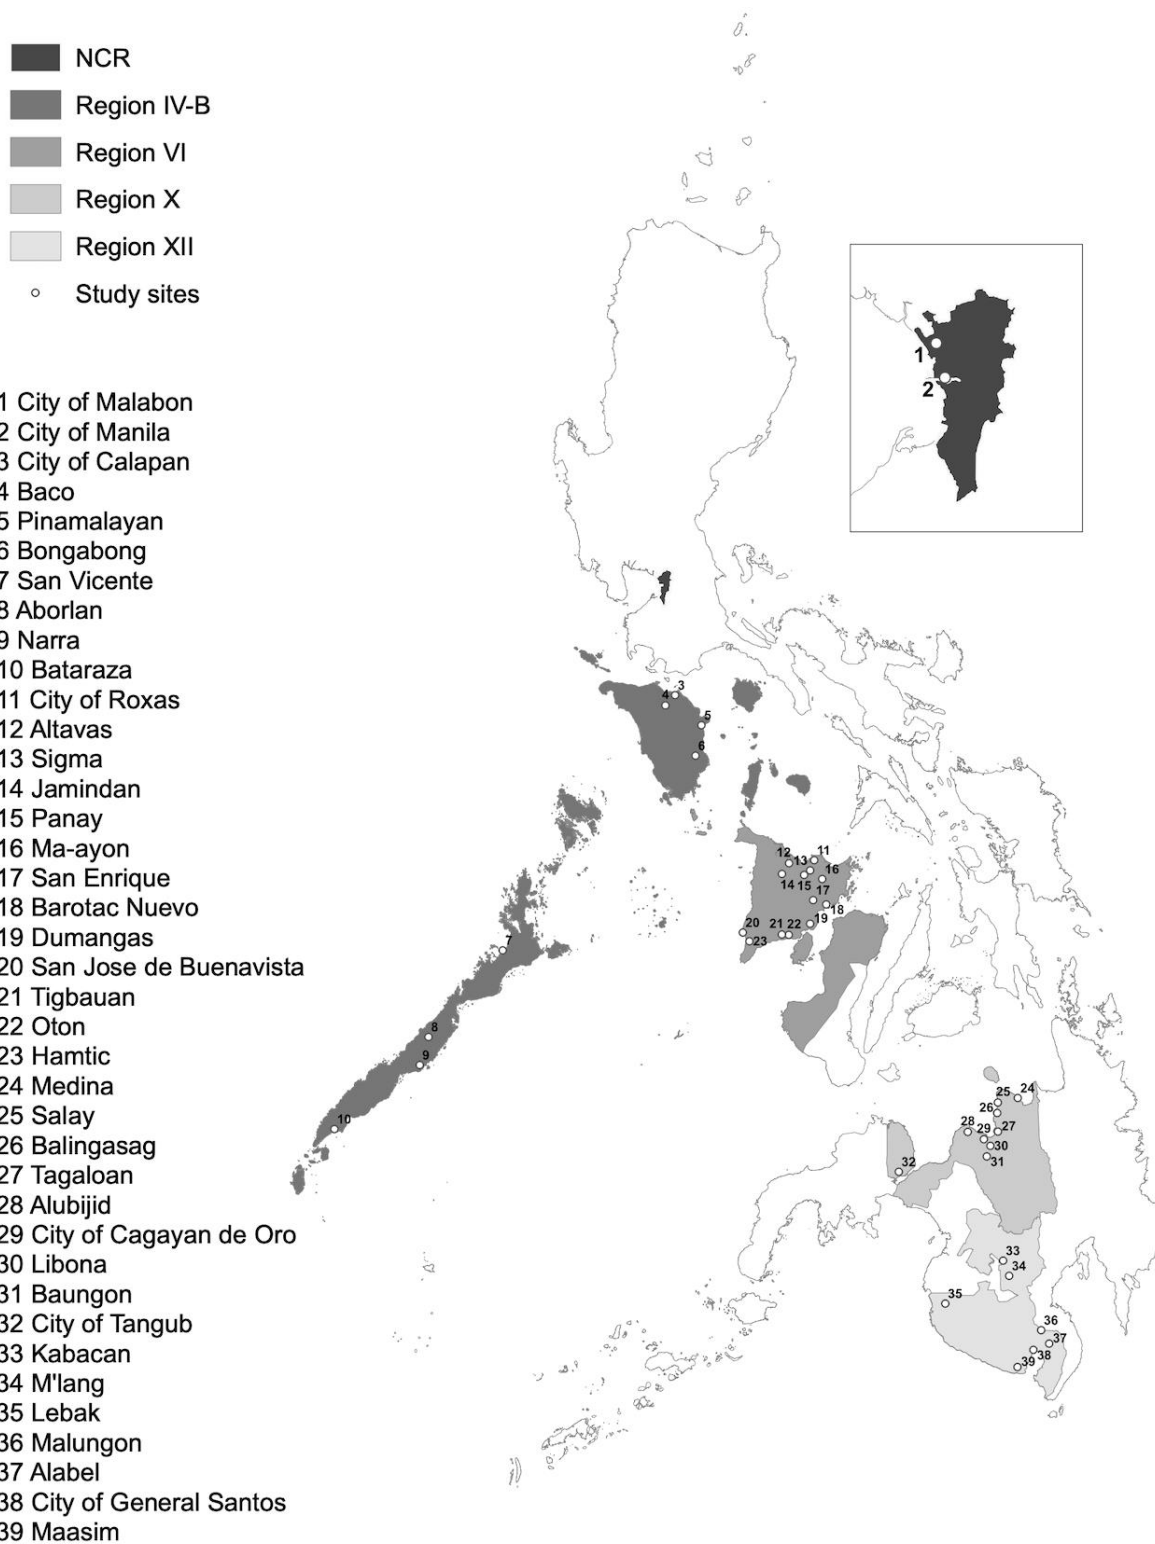 NCR
Region IV-B
Region VI
Region X
Region XII
Study sites
1 City of Malabon
2 City of Manila
3 City of Calapan
4 Baco
5 Pinamalayan
6 Bongabong
7 San Vicente
8 Aborlan
9 Narra
10 Bataraza
11 City of Roxas
12 Altavas
13 Sigma
14 Jamindan
15 Panay
16 Ma-ayon
17 San Enrique
18 Barotac Nuevo
19 Dumangas
20 San Jose de Buenavista
21 Tigbauan
22 Oton
23 Hamtic
24 Medina
25 Salay
26 Balingasag
27 Tagaloan
28 Alubijid
29 City of Cagayan de Oro
30 Libona
31 Baungon
32 City of Tangub
33 Kabacan
34 M'lang
35 Lebak
36 Malungon
37 Alabel
38 City of General Santos
39 Maasim
1
2
3
4
5
6
7
8
9
10
11
12
13
16
14
15
17
18
19
20
21
22
23
24
25
26
27
28
29
30
31
32
33
34
35
36
37
38
39